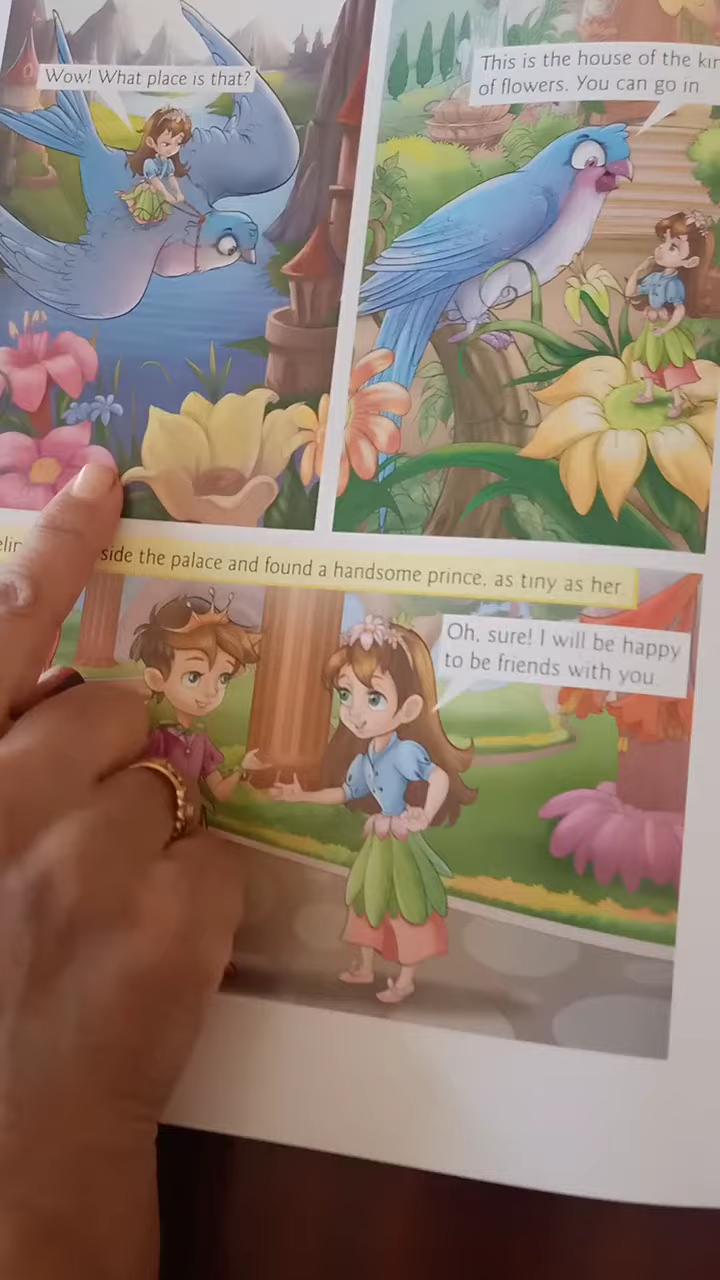 Wow! What place is that?
This is the house of the
of flowers. You can go in.
side the palace and found a handsome prince, as tiny as her.
Oh, sure! I will be happy
to be friends with you.